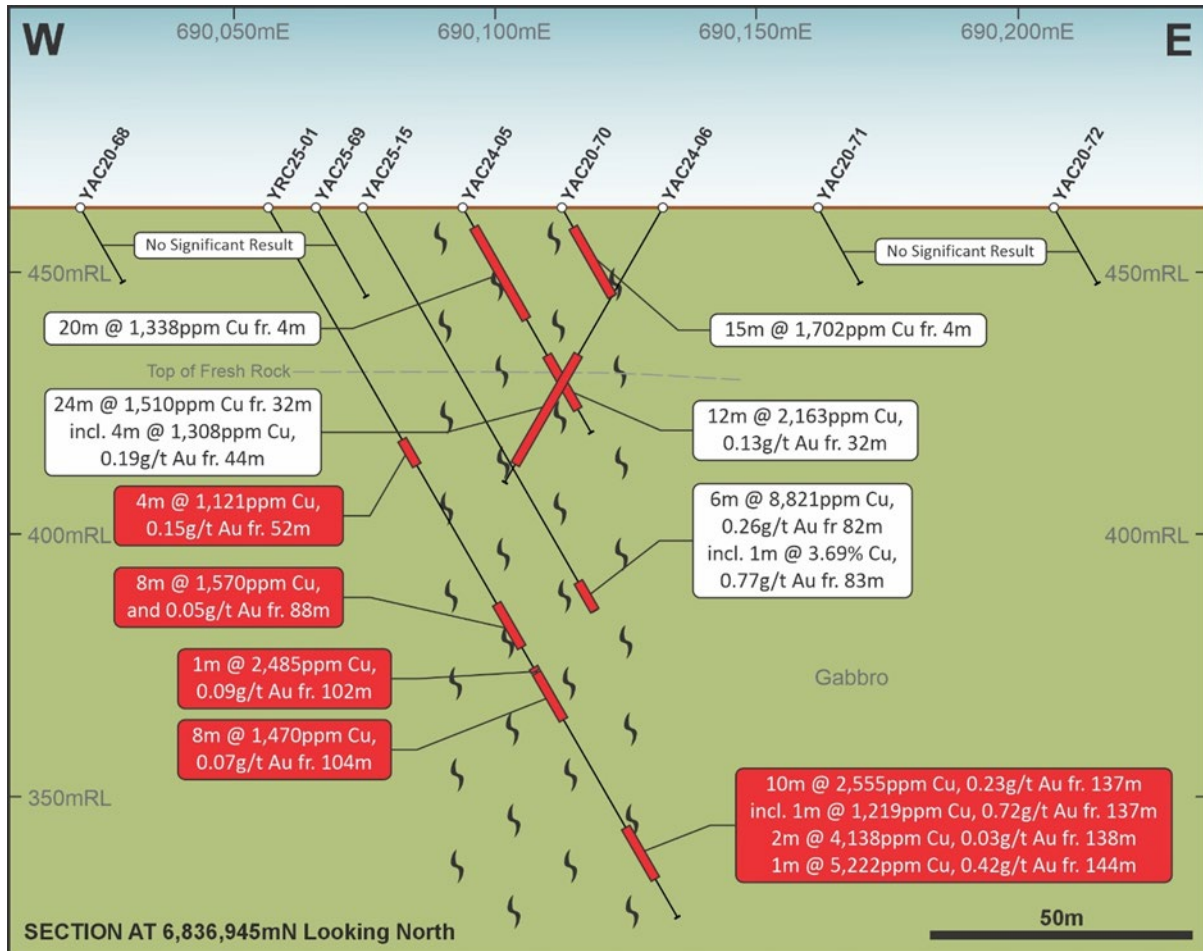 W
690,050mE
690,100mE
690,150mE
690,200mE
E
YAC20-68
YRC25-01
YAC25-69
YAC25-15
YAC24-05
YAC20-70
YAC24-06
YAC20-71
YAC20-72
No Significant Result
No Significant Result
450mRL
450mRL
20m @ 1,338ppm Cu fr. 4m
15m @ 1,702ppm Cu fr. 4m
Top of Fresh Rock
24m @ 1,510ppm Cu fr. 32m
incl. 4m @ 1,308ppm Cu,
0.19g/t Au fr. 44m
12m @ 2,163ppm Cu,
0.13g/t Au fr. 32m
4m @ 1,121ppm Cu,
0.15g/t Au fr. 52m
6m @ 8,821ppm Cu,
0.26g/t Au fr 82m
incl. 1m @ 3.69% Cu,
0.77g/t Au fr. 83m
400mRL
400mRL
8m @ 1,570ppm Cu,
and 0.05g/t Au fr. 88m
1m @ 2,485ppm Cu,
0.09g/t Au fr. 102m
Gabbro
8m @ 1,470ppm Cu,
0.07g/t Au fr. 104m
350mRL
10m @ 2,555ppm Cu, 0.23g/t Au fr. 137m
incl. 1m @ 1,219ppm Cu, 0.72g/t Au fr. 137m
2m @ 4,138ppm Cu, 0.03g/t Au fr. 138m
1m @ 5,222ppm Cu, 0.42g/t Au fr. 144m
SECTION AT 6,836,945mN Looking North
50m